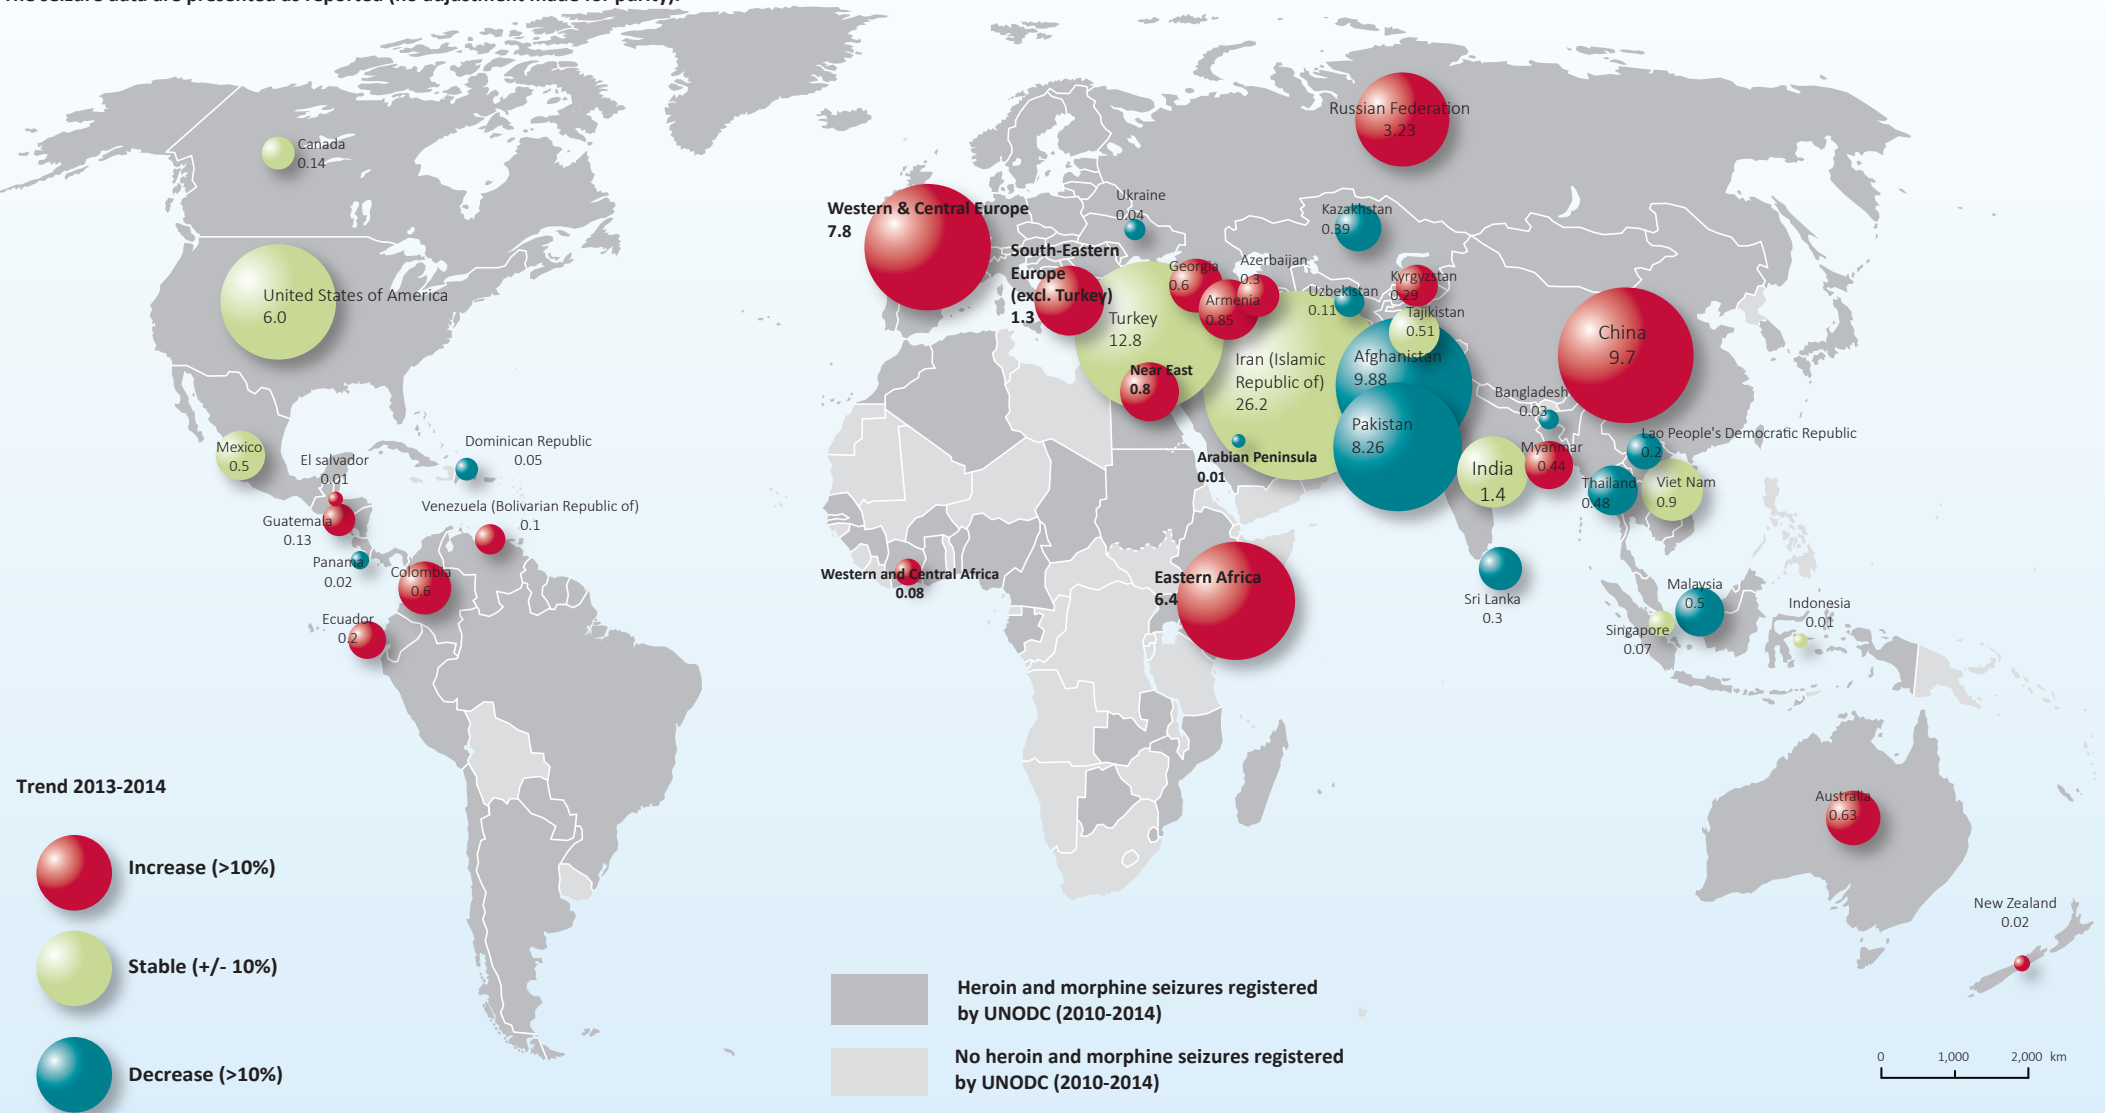 Canada
0.14
Russian Federation
3.23
Ukraine
0.04
Western & Central Europe
7.8
Kazakhstan
0.39
South-Eastern
Europe
(excl. Turkey)
1.3
Georgia
0.6
Azerbaijan
0.3
Kyrgyzstan
0.29
United States of America
6.0
Armenia
0.85
Uzbekistan
0.11
Tajikistan
0.51
Turkey
12.8
China
9.7
Iran (Islamic
Republic of)
26.2
Afghanistan
9.88
Near East
0.8
Bangladesh
0.03
Pakistan
8.26
Lao People's Democratic Republic
0.2
Mexico
0.5
El salvador
0.01
Dominican Republic
0.05
Arabian Peninsula
0.01
India
1.4
Myanmar
0.44
Thailand
0.48
Viet Nam
0.9
Venezuela (Bolivarian Republic of)
0.1
Guatemala
0.13
Panama
0.02
Colombia
0.6
Western and Central Africa
0.08
Eastern Africa
6.4
Sri Lanka
0.3
Malaysia
0.5
Indonesia
0.01
Singapore
0.07
Ecuador
0.2
Australia
0.63
New Zealand
0.02
Trend 2013-2014
Increase (>10%)
Stable (+/- 10%)
Decrease (>10%)
Heroin and morphine seizures registered
by UNODC (2010-2014)
No heroin and morphine seizures registered
by UNODC (2010-2014)
0 1,000 2,000 km